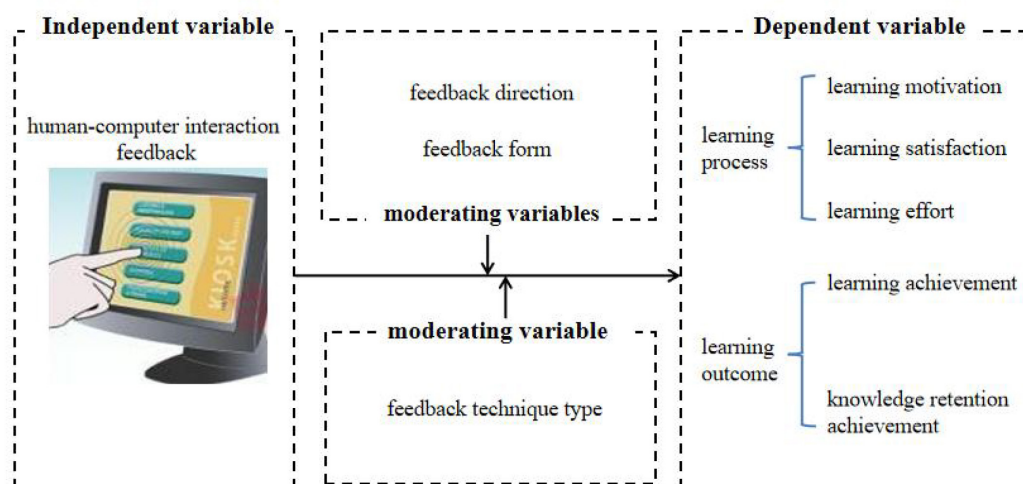 Independent variable
human-computer interaction
feedback
KIOSK
feedback direction
feedback form
moderating variables
moderating variable
feedback technique type
Dependent variable
learning
process
learning motivation
learning satisfaction
learning effort
learning
outcome
learning achievement
knowledge retention
achievement